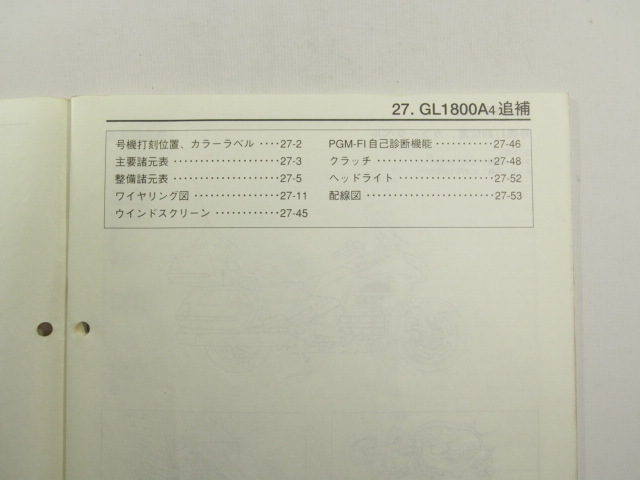 27. GL1800A4 追補
号機打刻位置、カラーラベル ････27-2
主要諸元表 ･･････････････････27-3
整備諸元表 ･･････････････････27-5
ワイヤリング図 ･･･････････････27-11
ウインドスクリーン ････････････27-45
PGM-FI 自己診断機能 ･･･････････27-46
クラッチ ････････････････････27-48
ヘッドライト ･････････････････27-52
配線図 ･･････････････････････27-53